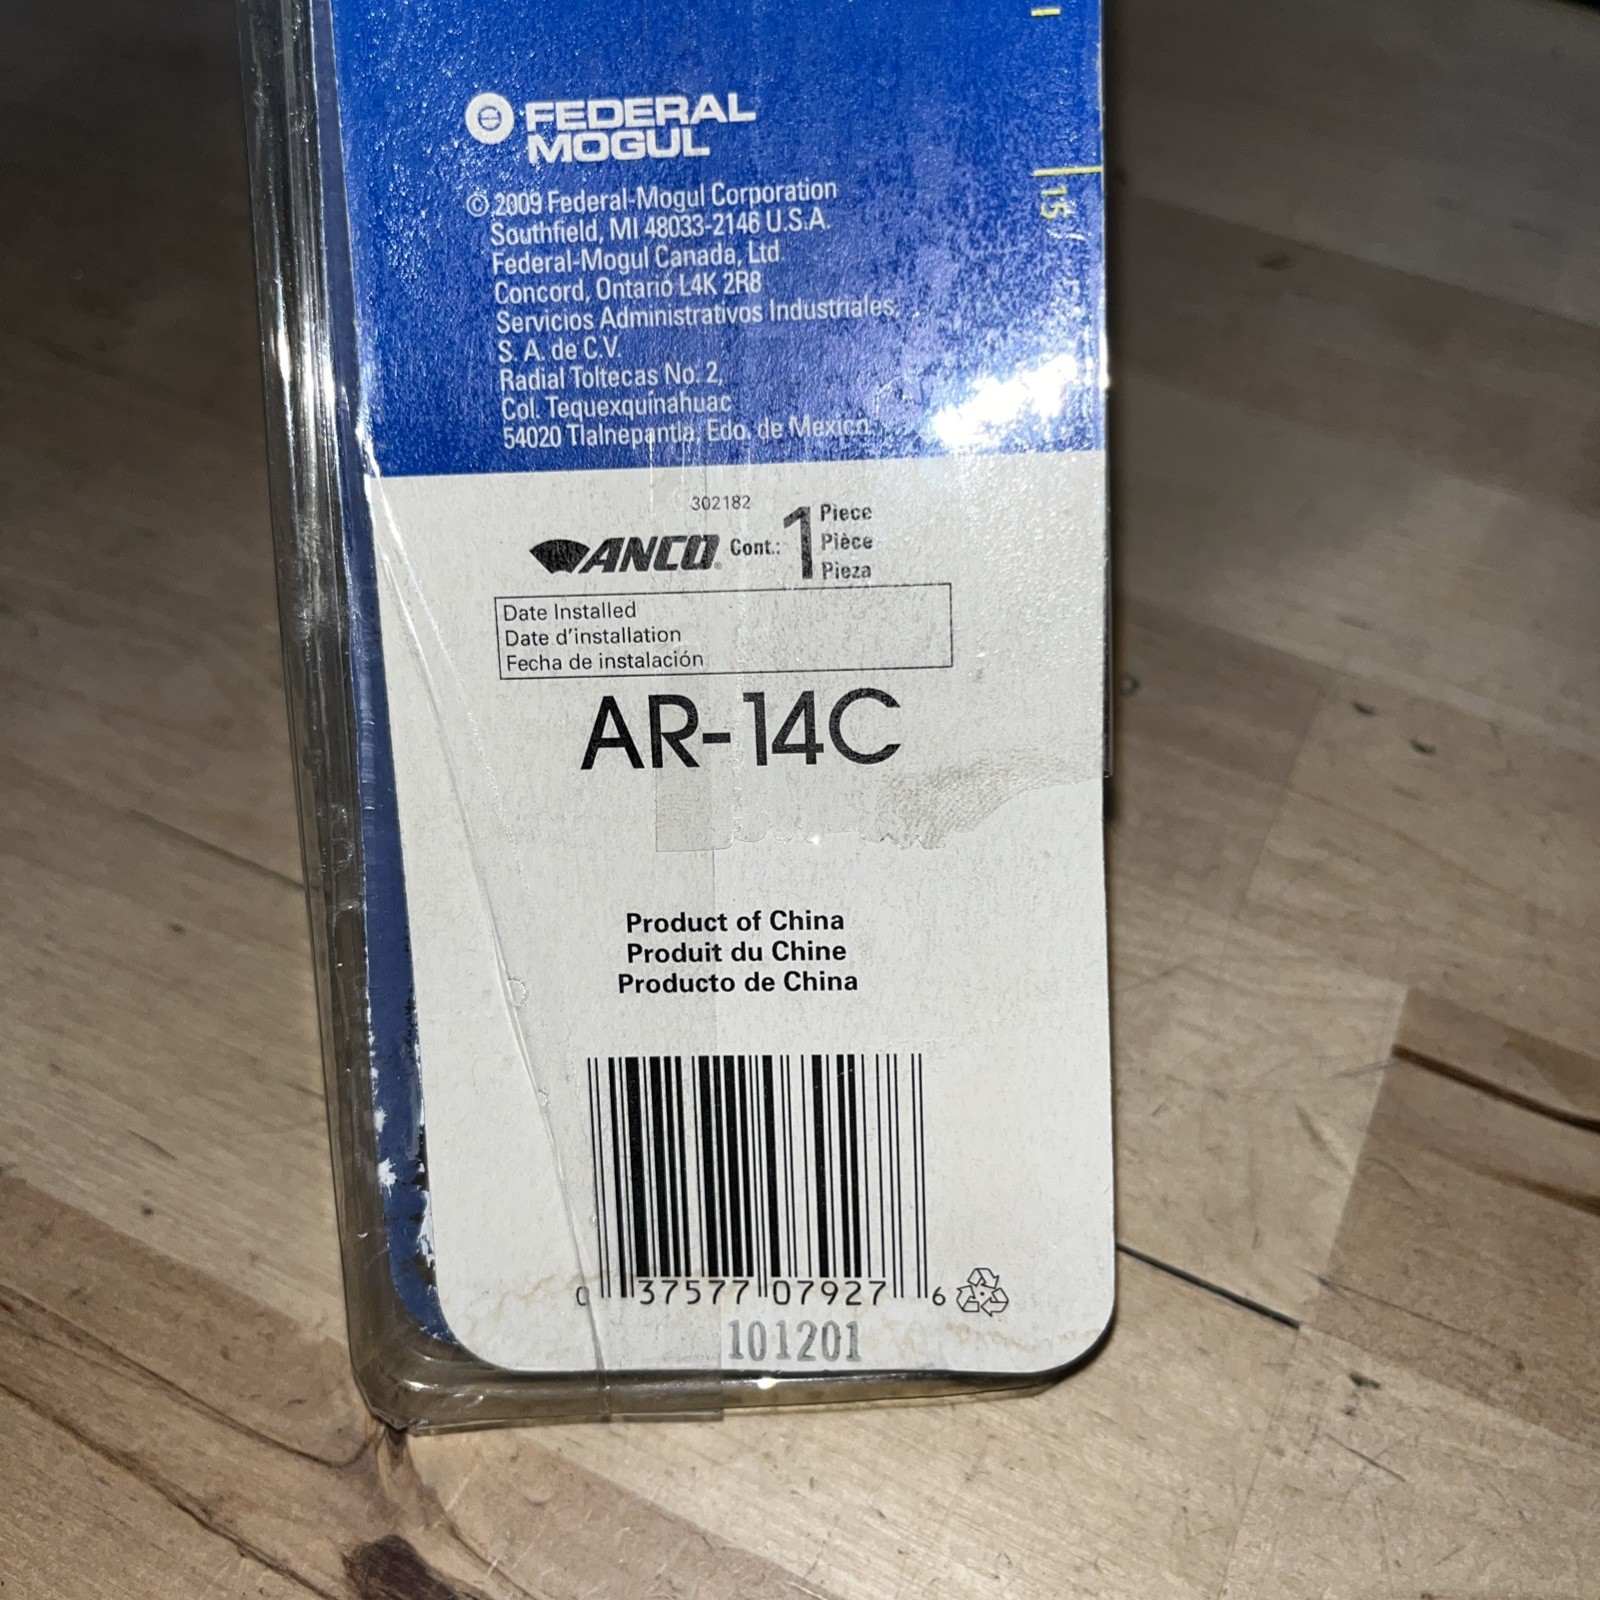 FEDERAL
MOGUL
© 2009 Federal-Mogul Corporation
Southfield, MI 48033-2146 U.S.A.
Federal-Mogul Canada, Ltd.
Concord, Ontario L4K 2R8
Servicios Administrativos Industriales,
S. A. de C.V.
Radial Toltecas No. 2,
Col. Tequexquinahuac
54020 Tlalnepantla, Edo. de Mexico.
15
302182
ANCO® Cont.: 1 Piece
Pièce
Pieza
Date Installed
Date d'installation
Fecha de instalación
AR-14C
Product of China
Produit du Chine
Producto de China
0 37577 07927 6
101201